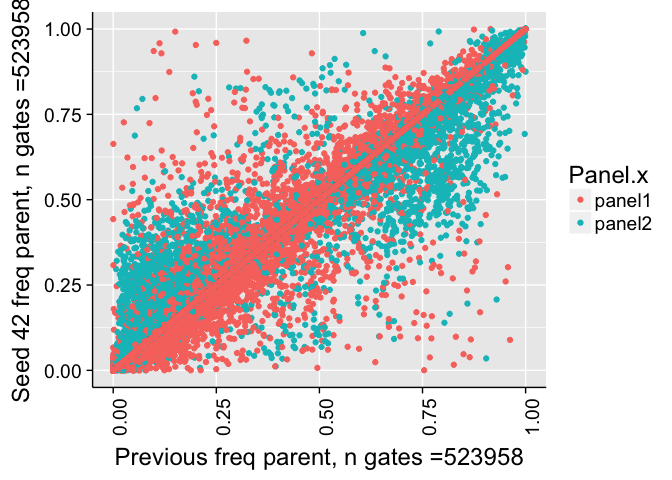 Seed 42 freq parent, n gates =523958
1.00
0.75
0.50
0.25
0.00
0.00
0.25
0.50
0.75
1.00
Previous freq parent, n gates =523958
Panel.x
panel1
panel2